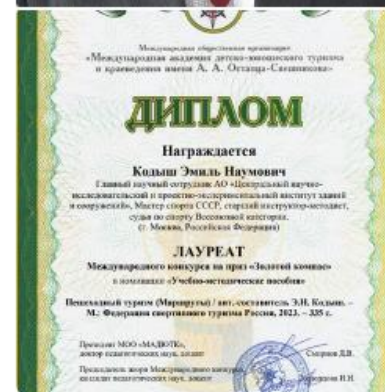 Международная общественная организация
«Международная академия детско-юношеского туризма
и краеведения имени А. А. Остапца-Свешникова»
ДИПЛОМ
Награждается
Кодыш Эмиль Наумович
Главный научный сотрудник АО «Центральный научно-
исследовательский и проектно-экспериментальный институт зданий
и сооружений», Мастер спорта СССР, старший инструктор-методист,
судья по спорту Всесоюзной категории.
(г. Москва, Российская Федерация)
ЛАУРЕАТ
Международного конкурса на приз «Золотой компас»
в номинации «Учебно-методические пособия»
Пешеходный туризм (Маршруты) / авт.-составитель Э.Н. Кодыш. –
М.: Федерация спортивного туризма России, 2023. – 335 с.
Президент МОО «МАДЮТК»,
доктор педагогических наук, доцент
Смирнов Д.В.
Председатель жюри Международного конкурса,
кандидат педагогических наук, доцент